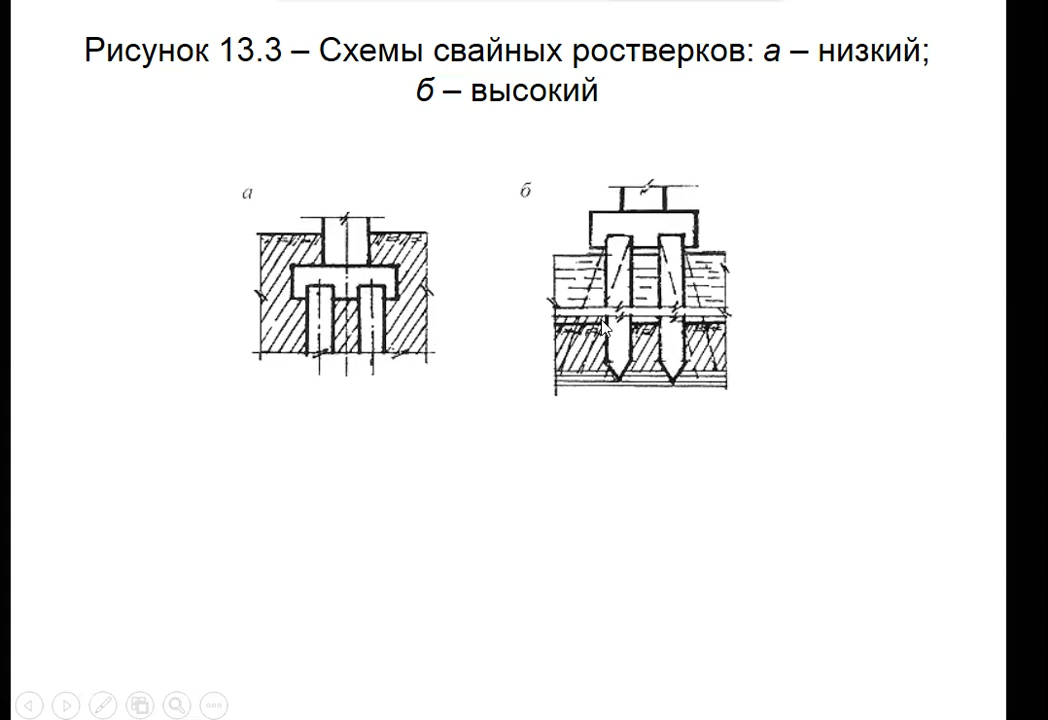 Рисунок 13.3 – Схемы свайных ростверков: а – низкий;
б – высокий
а
б